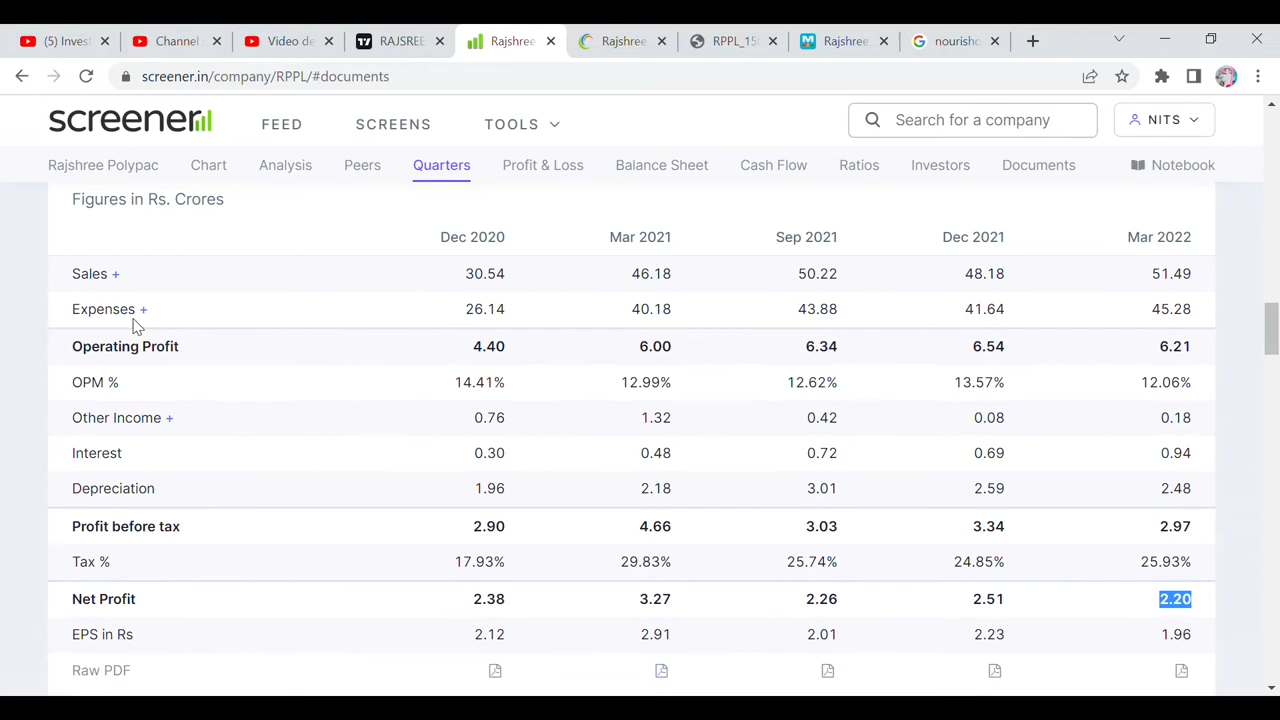 (5) Invest
Channel
Video de
RAJSREE
Rajshree
Rajshree
RPPL_15
Rajshree
nourish
screener.in/company/RPPL/#documents
screener
FEED
SCREENS
TOOLS
Search for a company
NITS
Rajshree Polypac
Chart
Analysis
Peers
Quarters
Profit & Loss
Balance Sheet
Cash Flow
Ratios
Investors
Documents
Notebook
Figures in Rs. Crores
Dec 2020 Mar 2021 Sep 2021 Dec 2021 Mar 2022
Sales + 30.54 46.18 50.22 48.18 51.49
Expenses + 26.14 40.18 43.88 41.64 45.28
Operating Profit 4.40 6.00 6.34 6.54 6.21
OPM % 14.41% 12.99% 12.62% 13.57% 12.06%
Other Income + 0.76 1.32 0.42 0.08 0.18
Interest 0.30 0.48 0.72 0.69 0.94
Depreciation 1.96 2.18 3.01 2.59 2.48
Profit before tax 2.90 4.66 3.03 3.34 2.97
Tax % 17.93% 29.83% 25.74% 24.85% 25.93%
Net Profit 2.38 3.27 2.26 2.51 2.20
EPS in Rs 2.12 2.91 2.01 2.23 1.96
Raw PDF